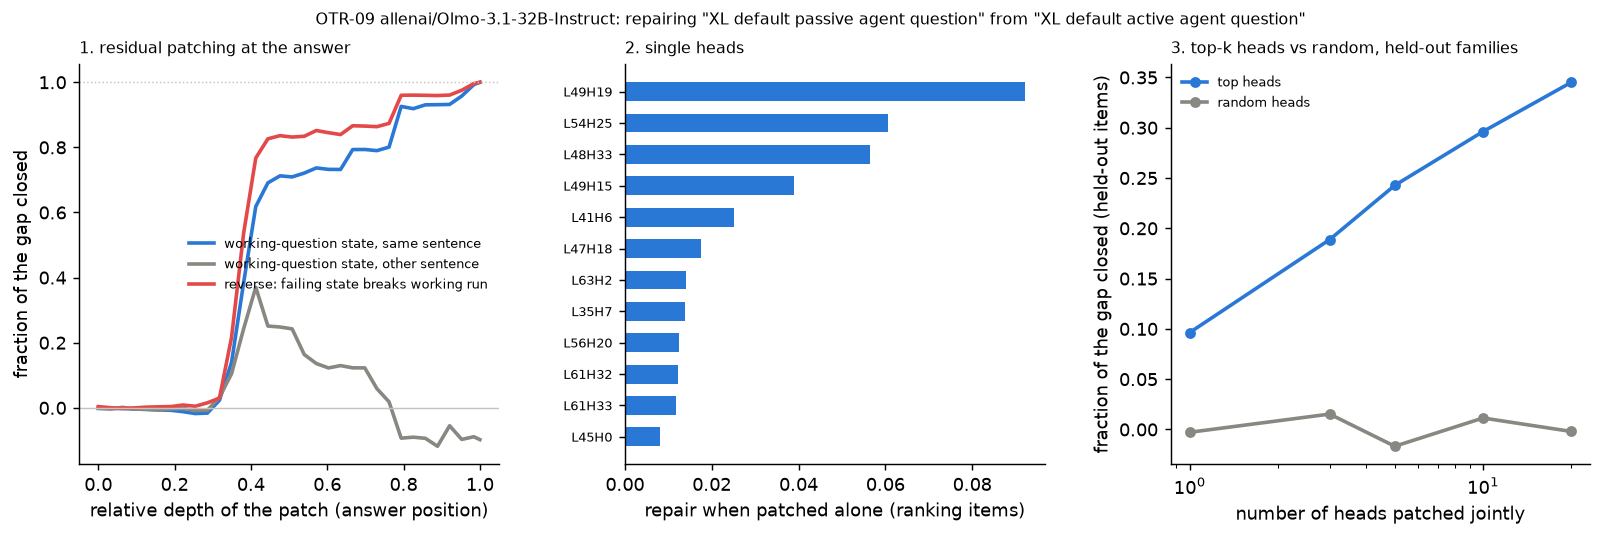 OTR-09 allenai/Olmo-3.1-32B-Instruct: repairing "XL default passive agent question" from "XL default active agent question"
1. residual patching at the answer
fraction of the gap closed
1.0
0.8
0.6
0.4
0.2
0.0
working-question state, same sentence
working-question state, other sentence
reverse: failing state breaks working run
0.0 0.2 0.4 0.6 0.8 1.0
relative depth of the patch (answer position)
2. single heads
L49H19
L54H25
L48H33
L49H15
L41H6
L47H18
L63H2
L35H7
L56H20
L61H32
L61H33
L45H0
0.00 0.02 0.04 0.06 0.08
repair when patched alone (ranking items)
3. top-k heads vs random, held-out families
fraction of the gap closed (held-out items)
0.35
0.30
0.25
0.20
0.15
0.10
0.05
0.00
top heads
random heads
10⁰ 10¹
number of heads patched jointly